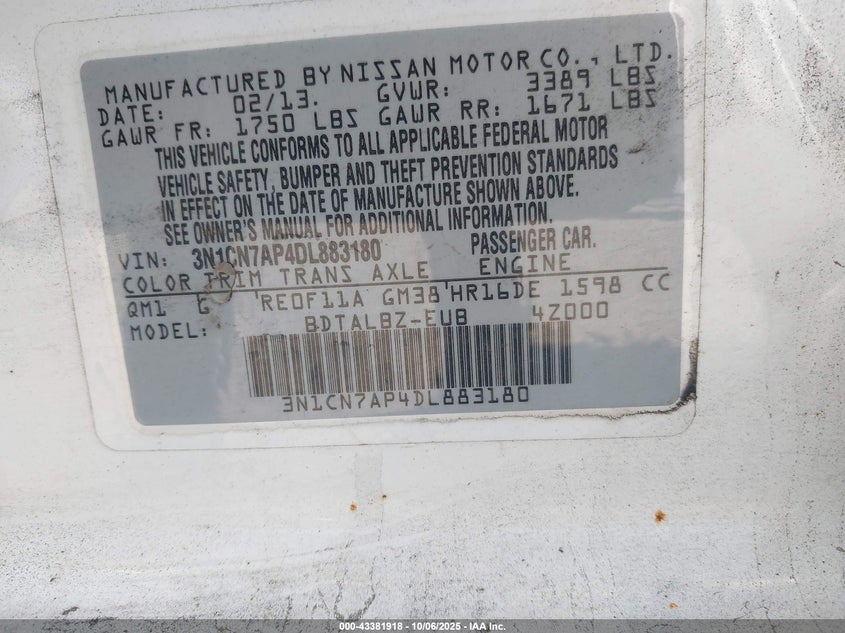 MANUFACTURED BY NISSAN MOTOR CO., LTD.
DATE: 02/13. GVWR: 3389 LBS
GAWR FR: 1750 LBS GAWR RR: 1671 LBS
THIS VEHICLE CONFORMS TO ALL APPLICABLE FEDERAL MOTOR
VEHICLE SAFETY, BUMPER AND THEFT PREVENTION STANDARDS
IN EFFECT ON THE DATE OF MANUFACTURE SHOWN ABOVE.
SEE OWNER'S MANUAL FOR ADDITIONAL INFORMATION.
VIN: 3N1CN7AP4DL883180 PASSENGER CAR.
COLOR TRIM TRANS AXLE ENGINE
QM1 G RE0F11A GM38 HR16DE 1598 CC
MODEL: BDTALBZ-EUB 4Z000
3N1CN7AP4DL883180
000-43381918 - 10/06/2025 - IAA Inc.